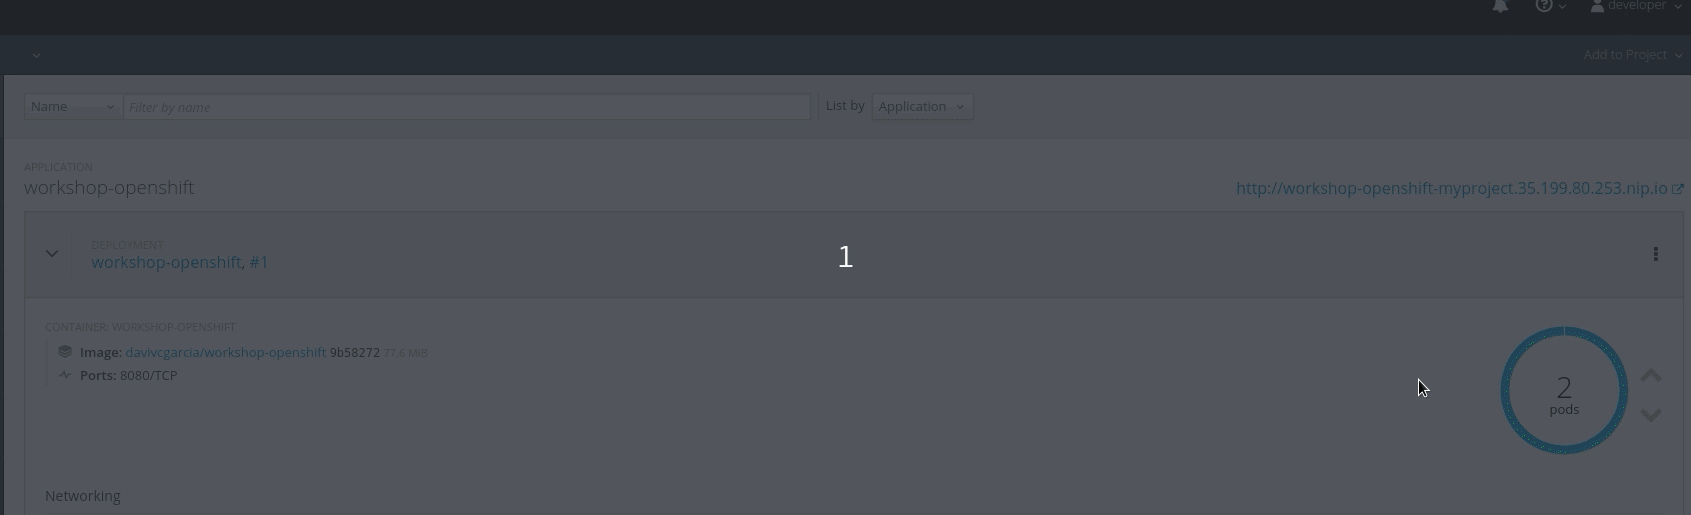 developer
Add to Project
Name Filter by name List by Application
APPLICATION
workshop-openshift http://workshop-openshift-myproject.35.199.80.253.nip.io
DEPLOYMENT
workshop-openshift, #1
1
CONTAINER: WORKSHOP-OPENSHIFT
Image: davivcgarcia/workshop-openshift 9b58272 77.6 MiB
Ports: 8080/TCP
2
pods
Networking